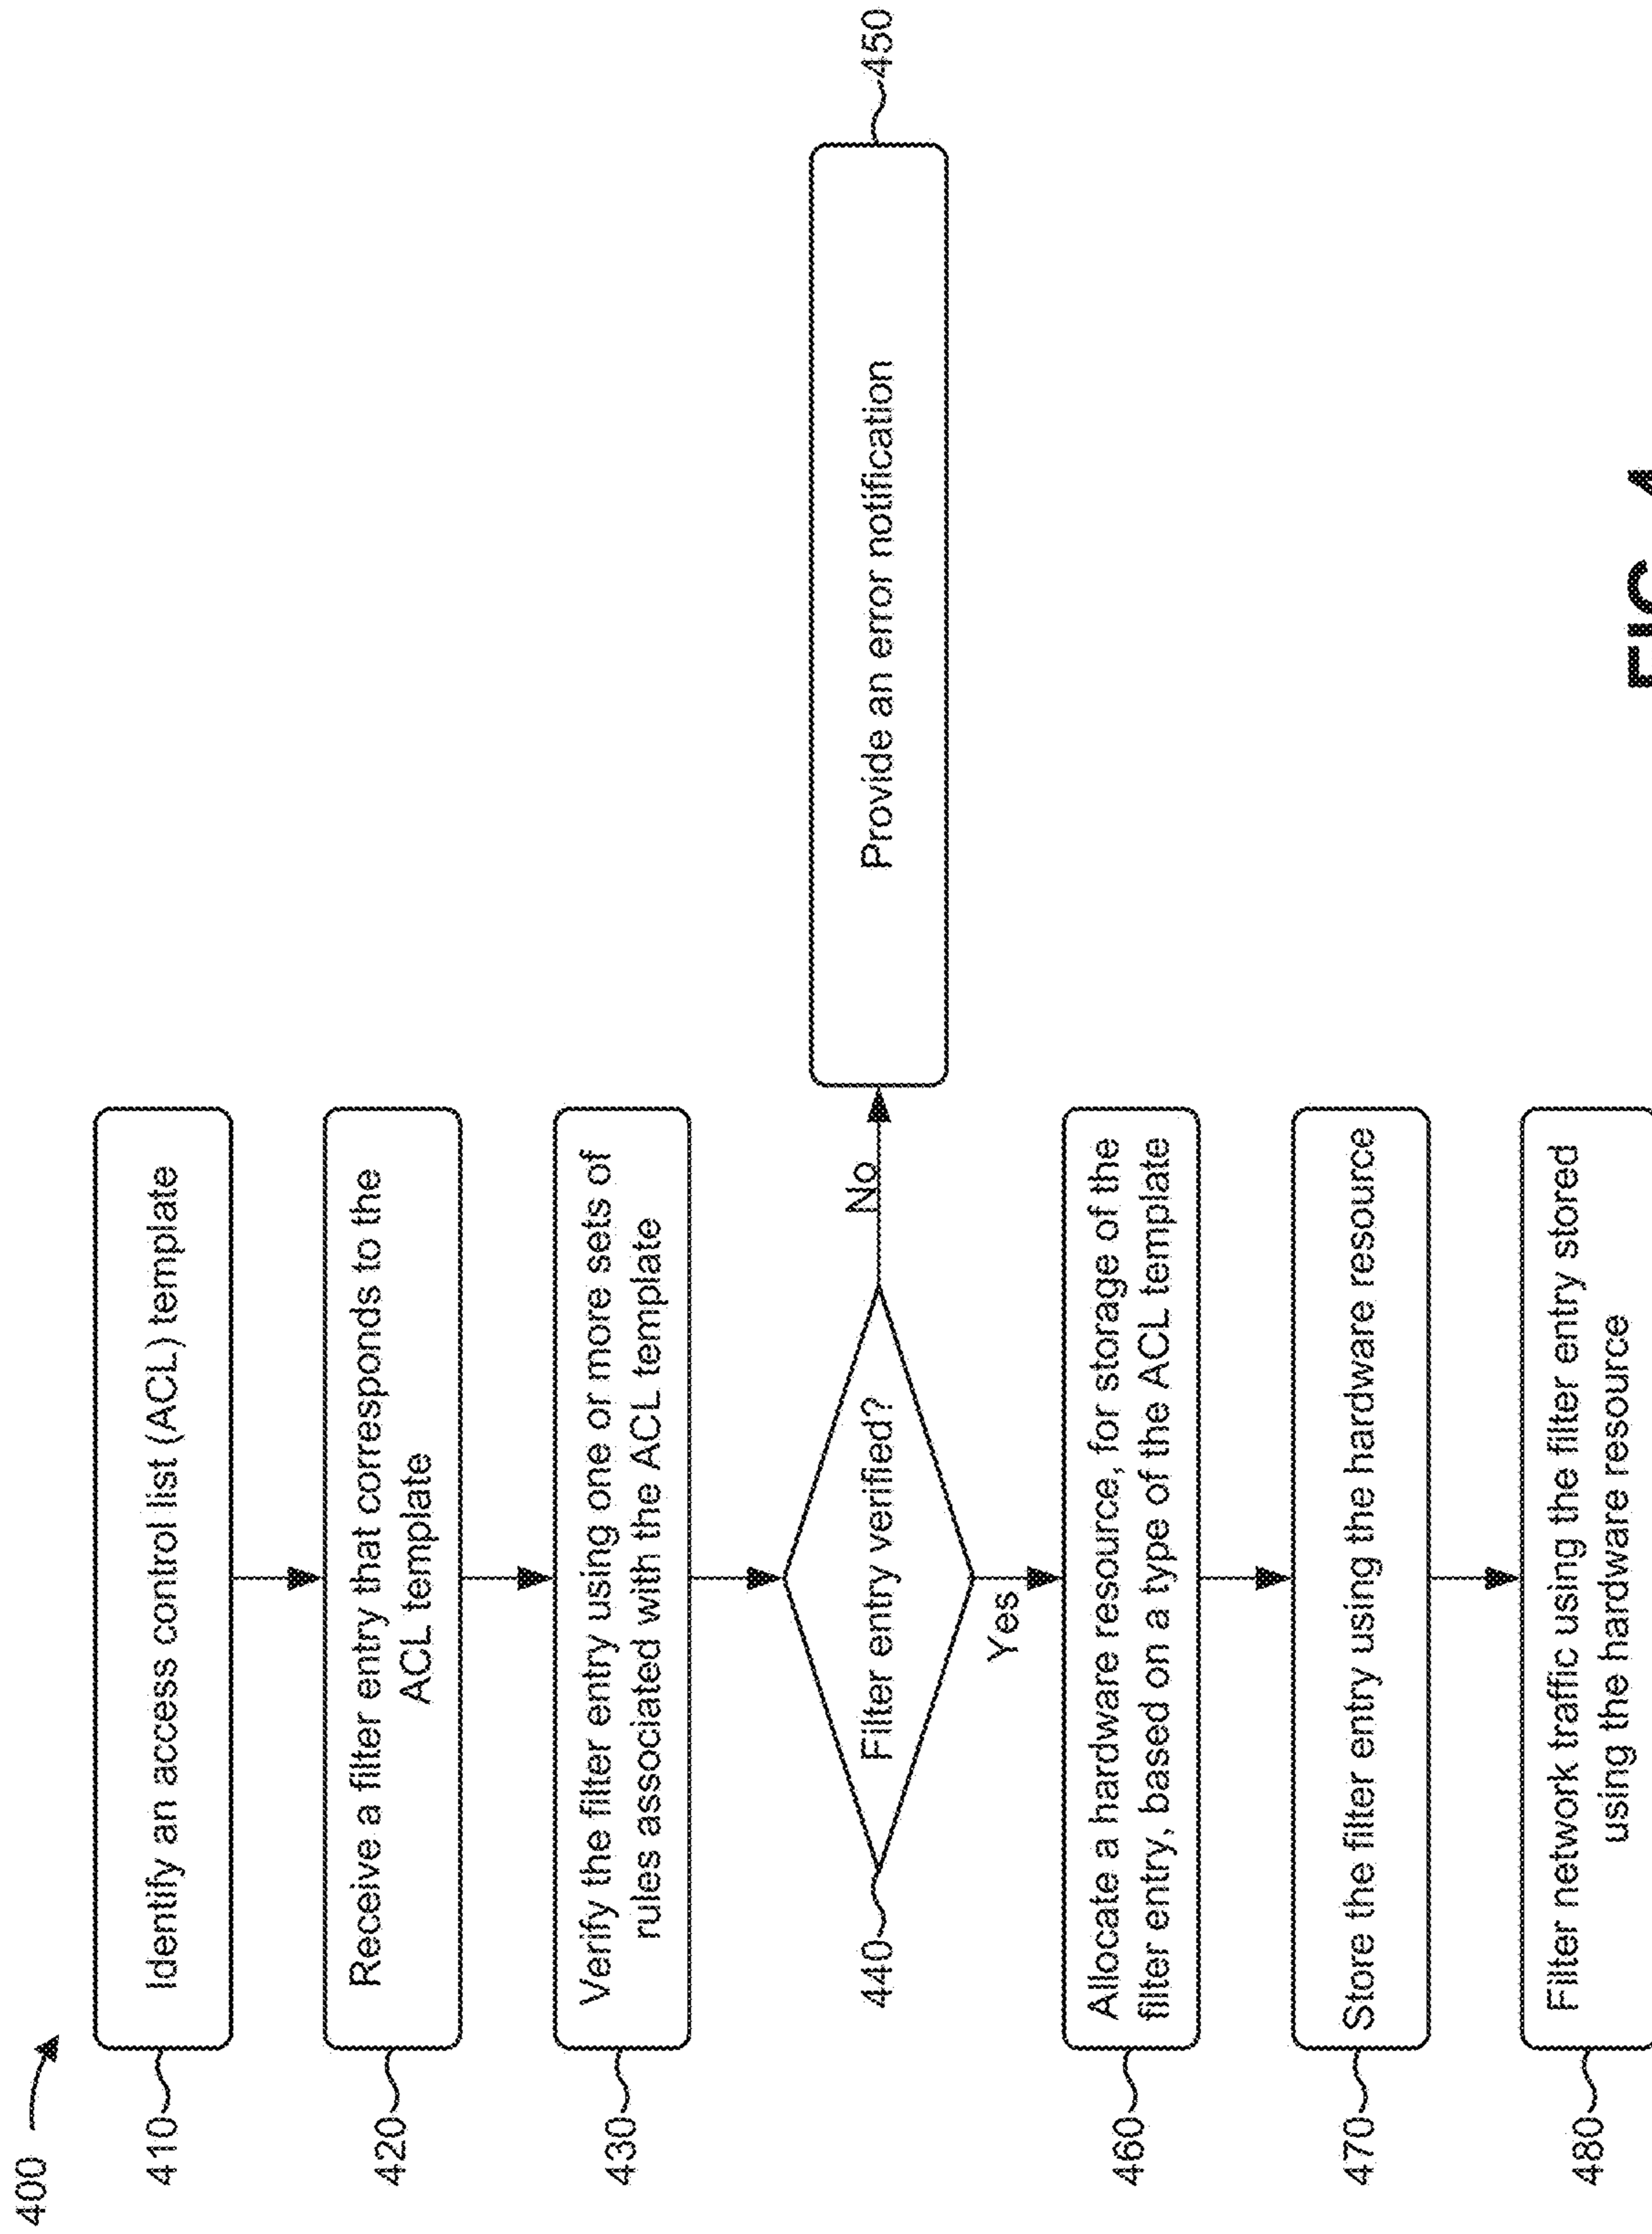 400
410
Identify an access control list (ACL) template
420
Receive a filter entry that corresponds to the
ACL template
430
Verify the filter entry using one or more sets of
rules associated with the ACL template
440
Filter entry verified?
No
450
Provide an error notification
Yes
460
Allocate a hardware resource, for storage of the
filter entry, based on a type of the ACL template
470
Store the filter entry using the hardware resource
480
Filter network traffic using the filter entry stored
using the hardware resource